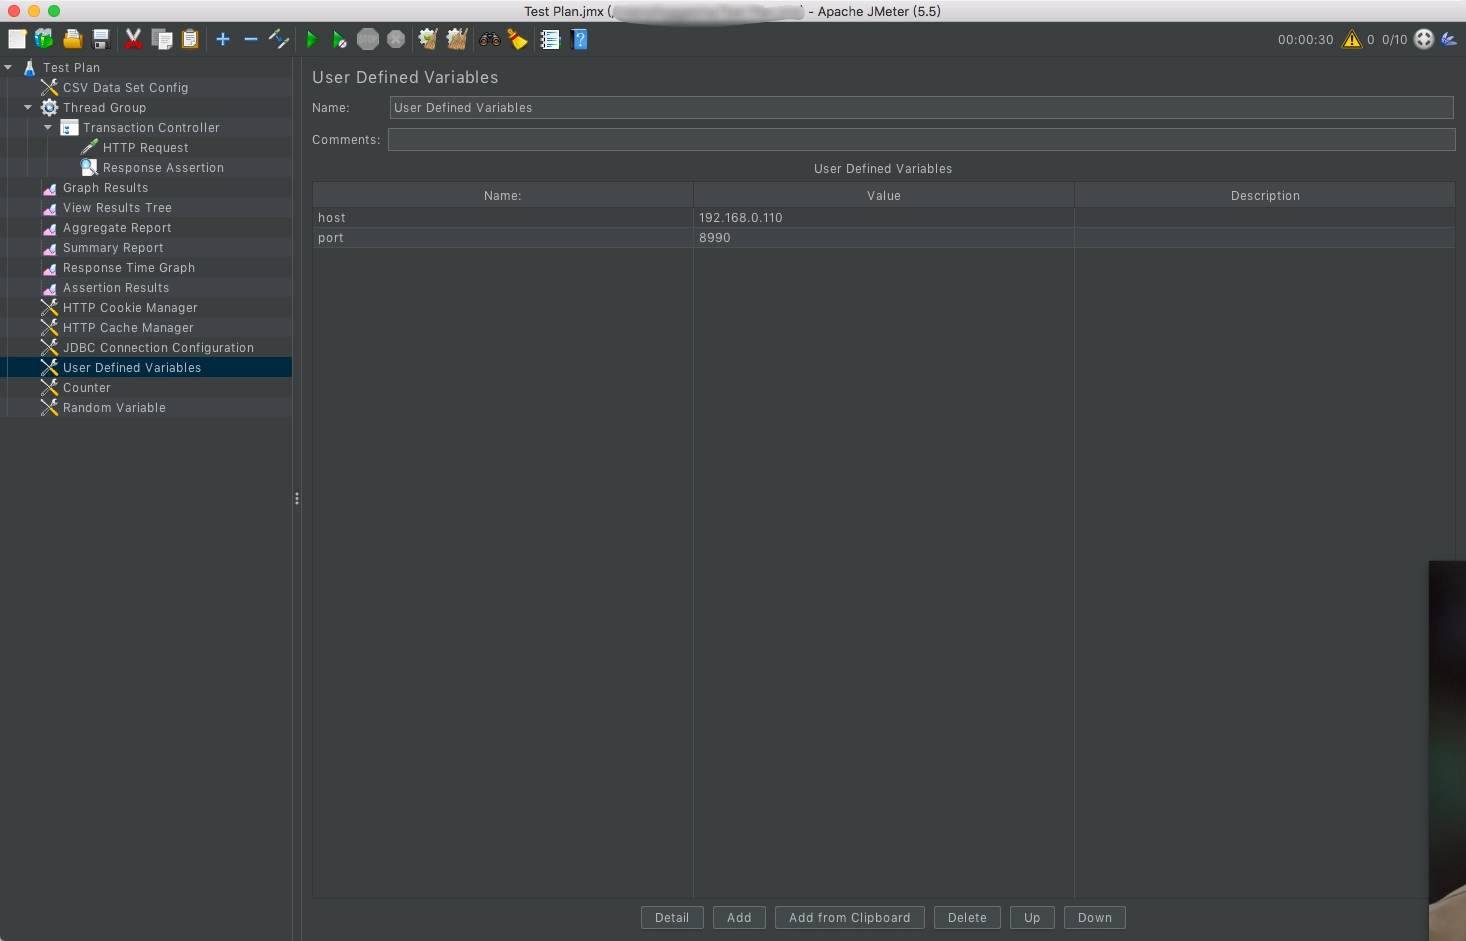 Test Plan.jmx ( ) - Apache JMeter (5.5)
00:00:30 0 0/10
Test Plan
CSV Data Set Config
Thread Group
Transaction Controller
HTTP Request
Response Assertion
Graph Results
View Results Tree
Aggregate Report
Summary Report
Response Time Graph
Assertion Results
HTTP Cookie Manager
HTTP Cache Manager
JDBC Connection Configuration
User Defined Variables
Counter
Random Variable
User Defined Variables
Name: User Defined Variables
Comments:
User Defined Variables
Name: Value Description
host 192.168.0.110
port 8990
Detail Add Add from Clipboard Delete Up Down